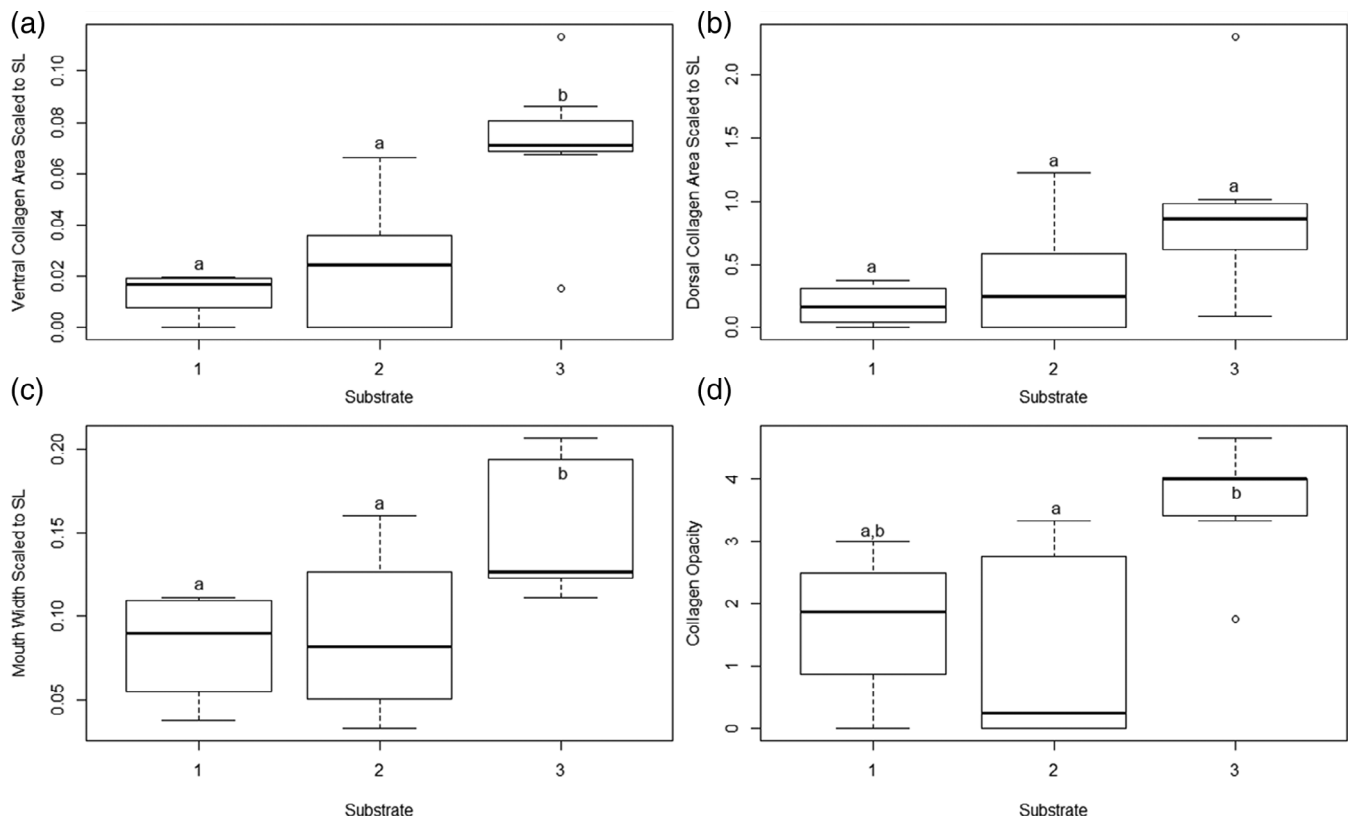 (a)
Ventral Collagen Area Scaled to SL
0.00 0.02 0.04 0.06 0.08 0.10
a
a
b
1 2 3
Substrate
(b)
Dorsal Collagen Area Scaled to SL
0.0 0.5 1.0 1.5 2.0
a
a
a
1 2 3
Substrate
(c)
Mouth Width Scaled to SL
0.05 0.10 0.15 0.20
a
a
b
1 2 3
Substrate
(d)
Collagen Opacity
0 1 2 3 4
a,b
a
b
1 2 3
Substrate